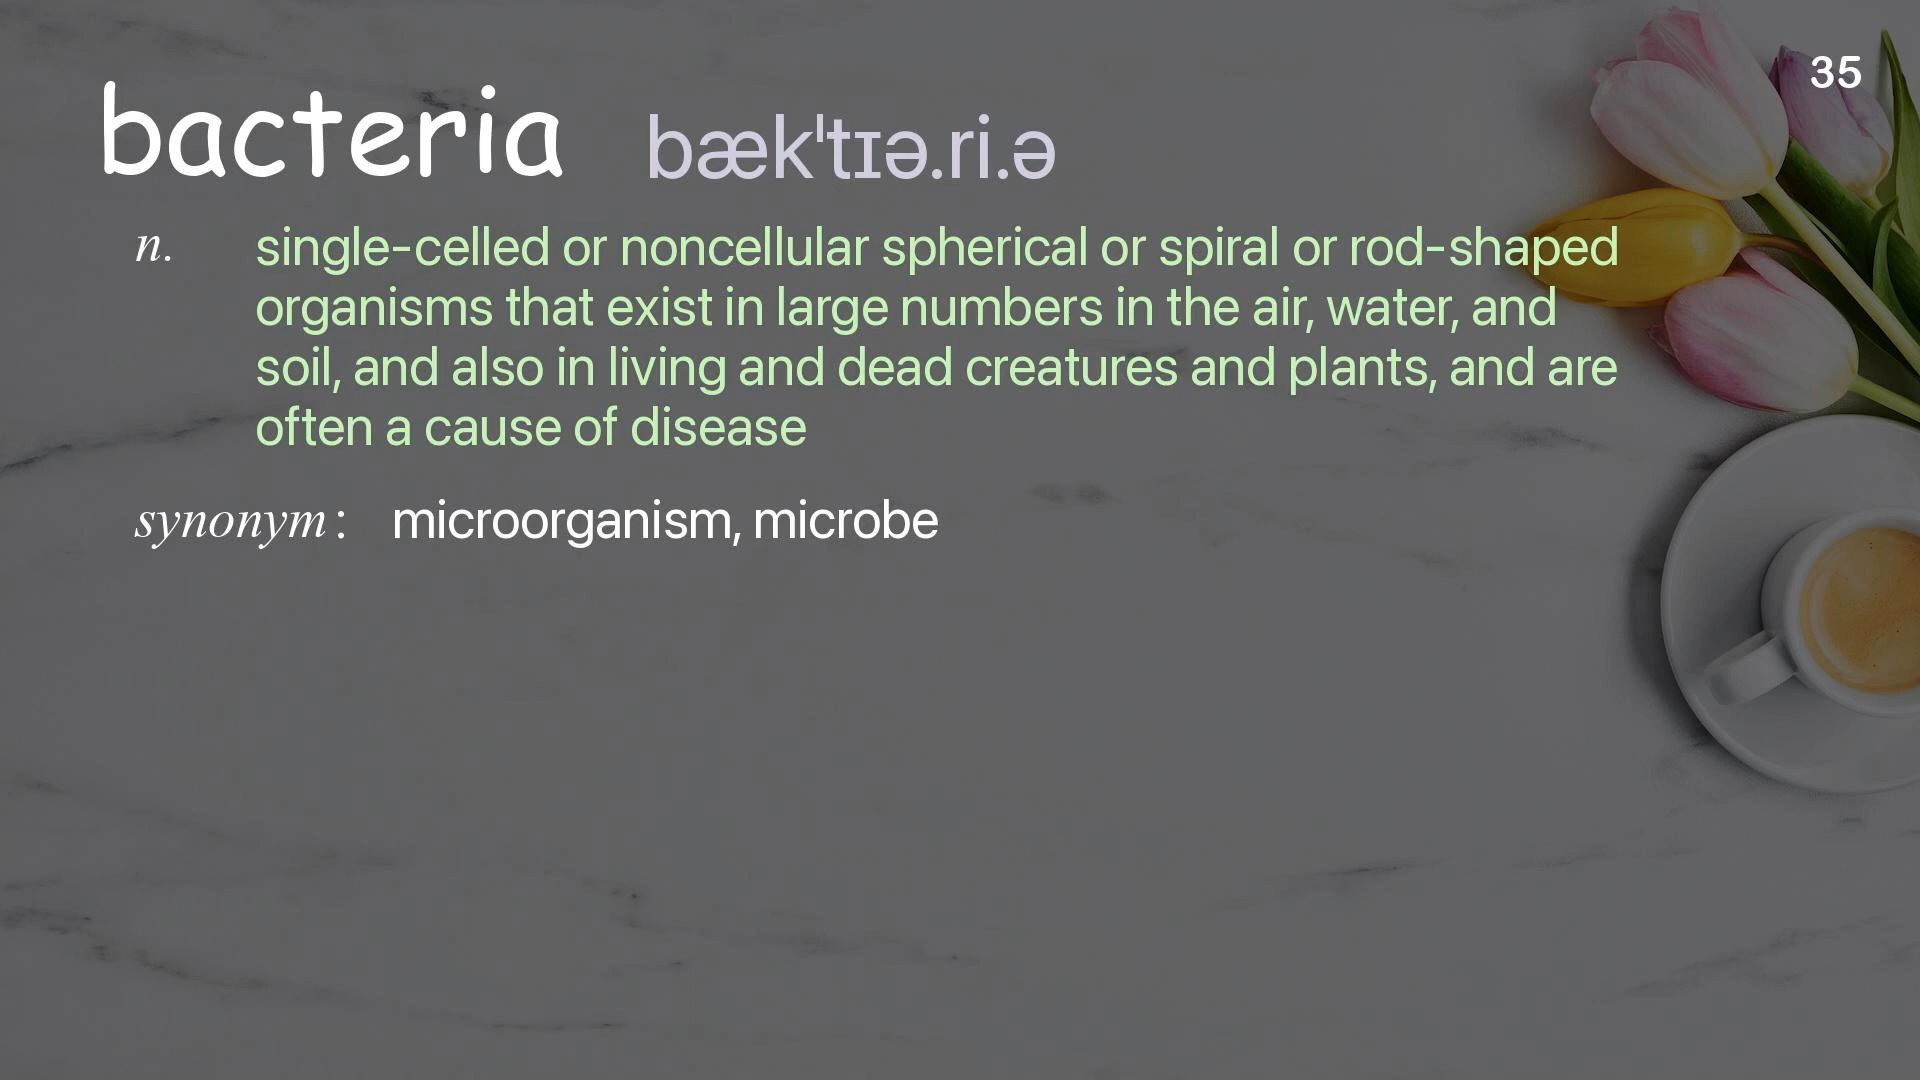 35
bacteria bækˈtɪə.ri.ə
n. single-celled or noncellular spherical or spiral or rod-shaped
organisms that exist in large numbers in the air, water, and
soil, and also in living and dead creatures and plants, and are
often a cause of disease
synonym: microorganism, microbe